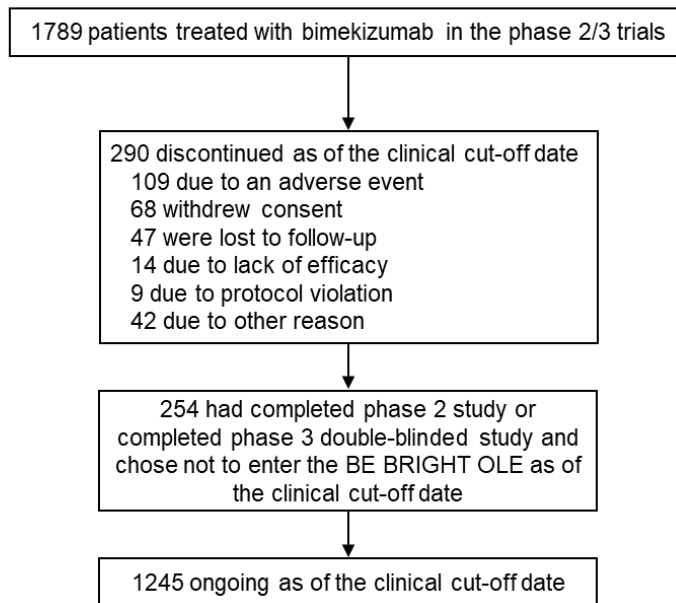 1789 patients treated with bimekizumab in the phase 2/3 trials
290 discontinued as of the clinical cut-off date
109 due to an adverse event
68 withdrew consent
47 were lost to follow-up
14 due to lack of efficacy
9 due to protocol violation
42 due to other reason
254 had completed phase 2 study or
completed phase 3 double-blinded study and
chose not to enter the BE BRIGHT OLE as of
the clinical cut-off date
1245 ongoing as of the clinical cut-off date